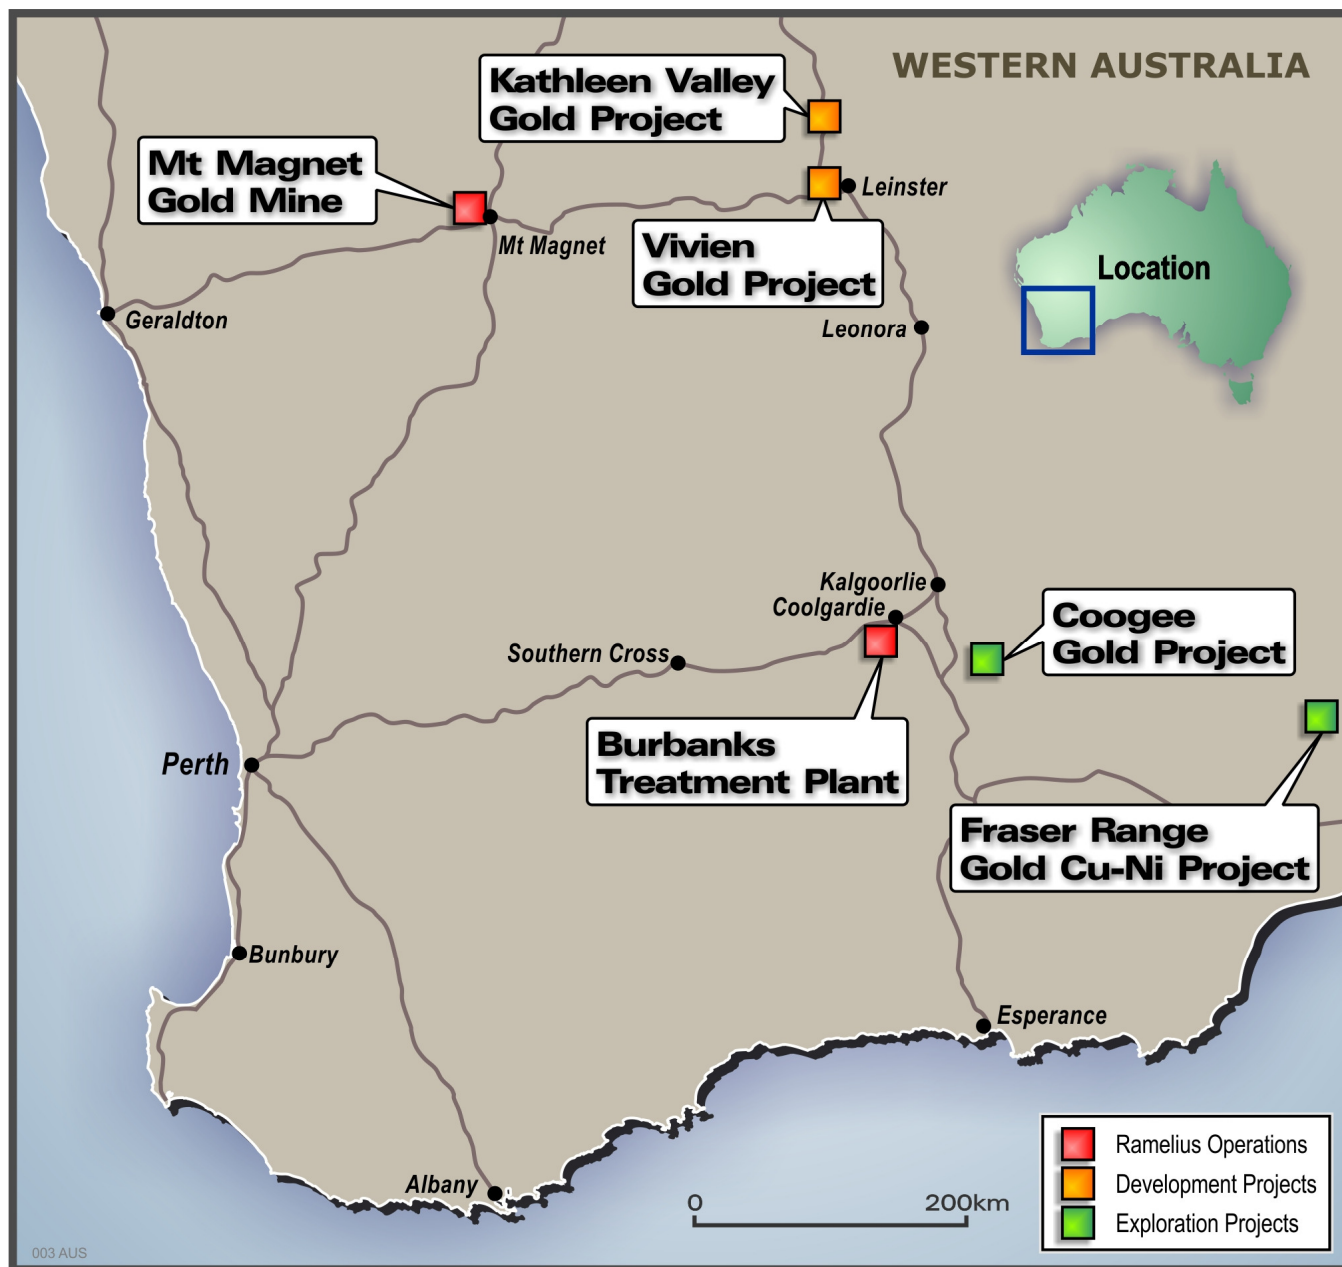 WESTERN AUSTRALIA
Kathleen Valley
Gold Project
Mt Magnet
Gold Mine
Leinster
Mt Magnet
Vivien
Gold Project
Location
Geraldton
Leonora
Kalgoorlie
Coolgardie
Coogee
Gold Project
Southern Cross
Burbanks
Treatment Plant
Perth
Fraser Range
Gold Cu-Ni Project
Bunbury
Esperance
Albany
0 200km
Ramelius Operations
Development Projects
Exploration Projects
003 AUS